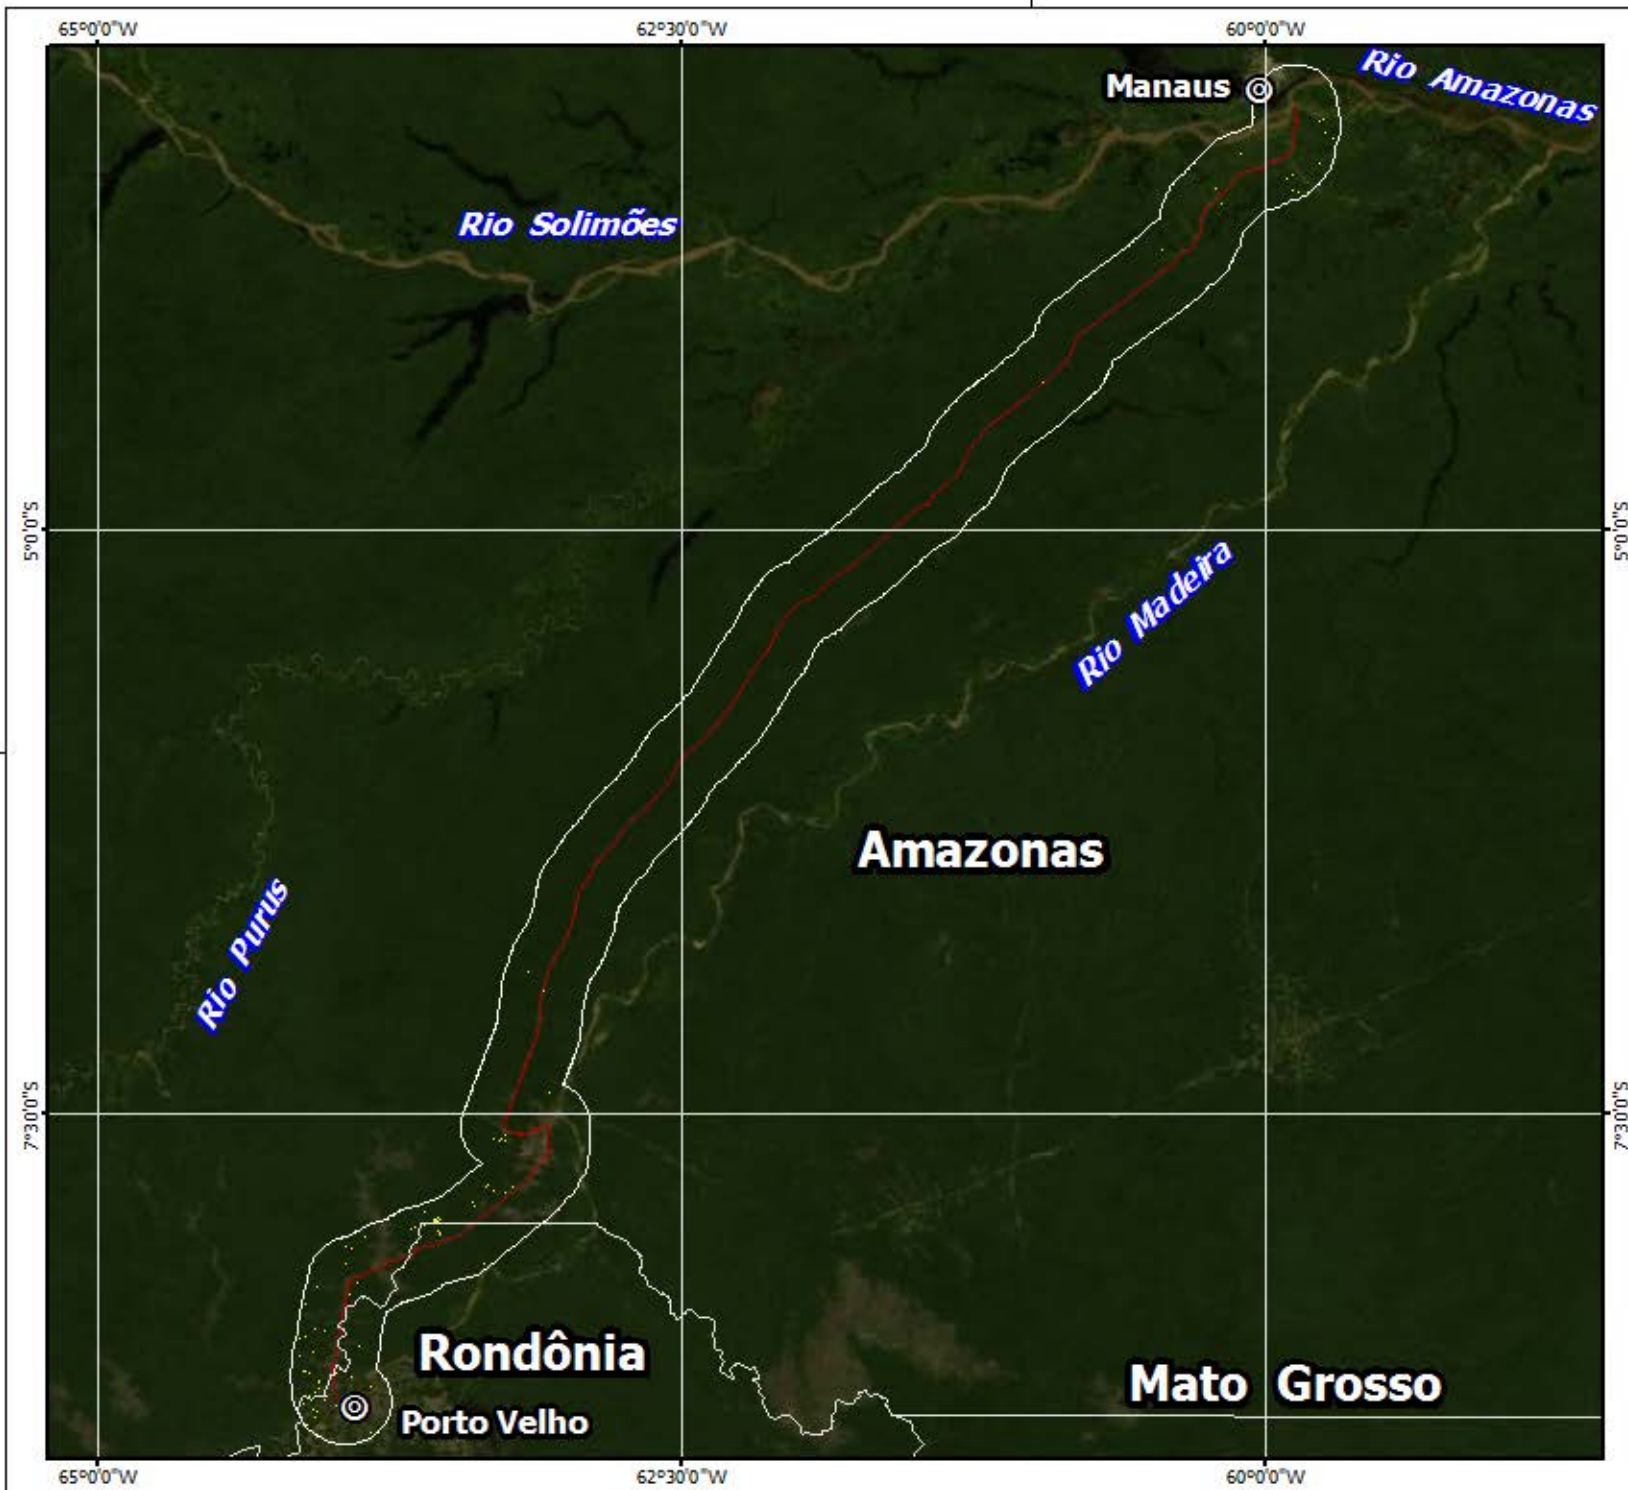 65°0'0"W 62°30'0"W 60°0'0"W
Manaus
Rio Amazonas
Rio Solimões
5°0'0"S 5°0'0"S
Rio Madeira
Amazonas
Rio Purus
7°30'0"S 7°30'0"S
Rondônia
Mato Grosso
Porto Velho
65°0'0"W 62°30'0"W 60°0'0"W